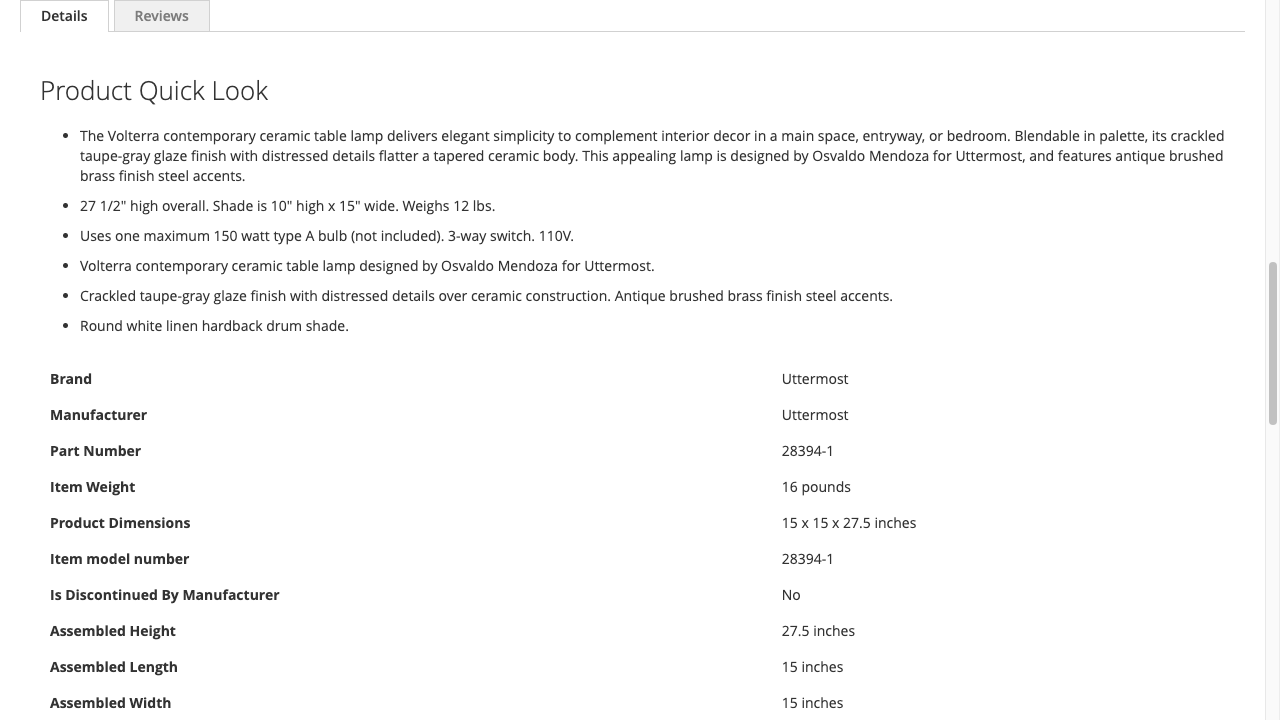 Details
Reviews
Product Quick Look
The Volterra contemporary ceramic table lamp delivers elegant simplicity to complement interior decor in a main space, entryway, or bedroom. Blendable in palette, its crackled
taupe-gray glaze finish with distressed details flatter a tapered ceramic body. This appealing lamp is designed by Osvaldo Mendoza for Uttermost, and features antique brushed
brass finish steel accents.
27 1/2" high overall. Shade is 10" high x 15" wide. Weighs 12 lbs.
Uses one maximum 150 watt type A bulb (not included). 3-way switch. 110V.
Volterra contemporary ceramic table lamp designed by Osvaldo Mendoza for Uttermost.
Crackled taupe-gray glaze finish with distressed details over ceramic construction. Antique brushed brass finish steel accents.
Round white linen hardback drum shade.
Brand Uttermost
Manufacturer Uttermost
Part Number 28394-1
Item Weight 16 pounds
Product Dimensions 15 x 15 x 27.5 inches
Item model number 28394-1
Is Discontinued By Manufacturer No
Assembled Height 27.5 inches
Assembled Length 15 inches
Assembled Width 15 inches